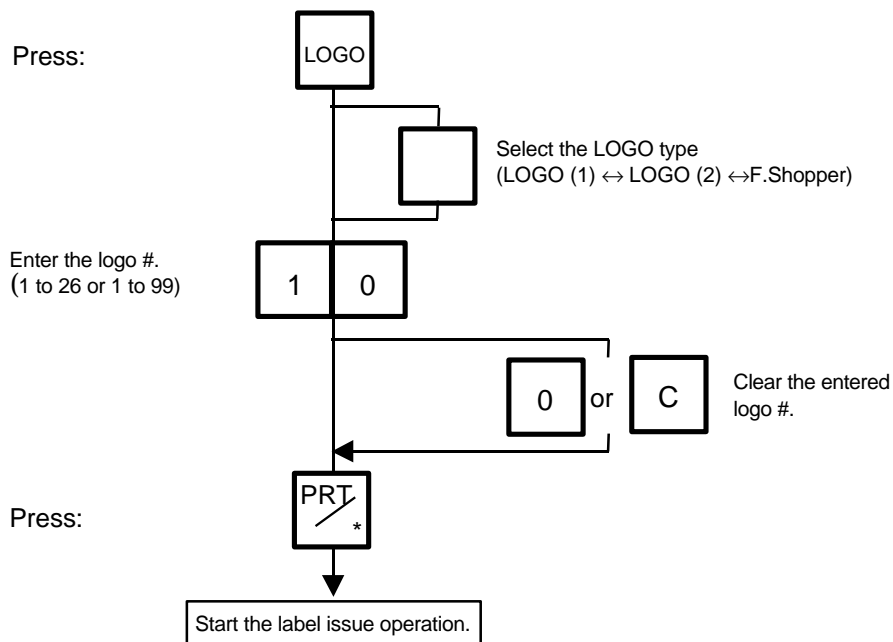 Press:
LOGO
Select the LOGO type
(LOGO (1) ↔ LOGO (2) ↔F.Shopper)
Enter the logo #.
(1 to 26 or 1 to 99)
1 0
0 or C
Clear the entered
logo #.
Press:
PRT
*
Start the label issue operation.